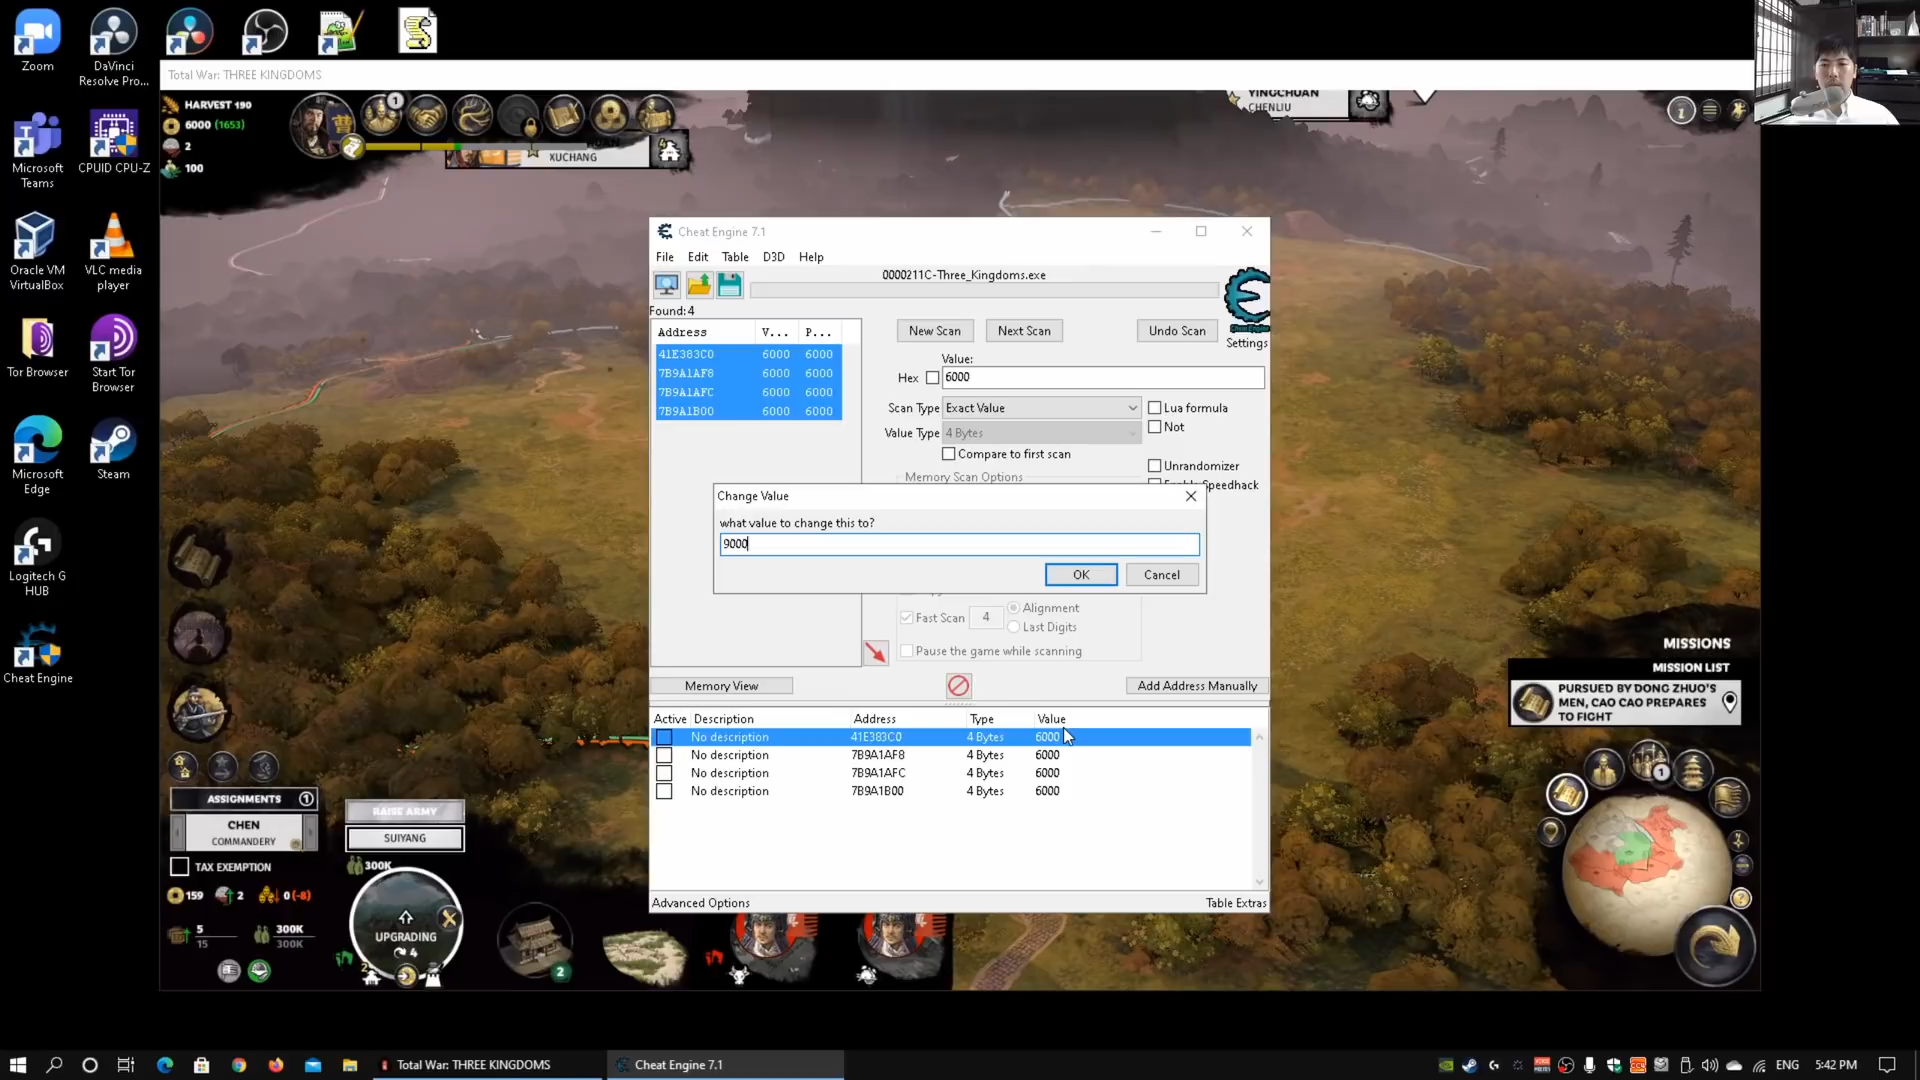 Zoom
DaVinci
Resolve Pro...
Microsoft
Teams
CPUID CPU-Z
Oracle VM
VirtualBox
VLC media
player
Tor Browser
Start Tor
Browser
Microsoft
Edge
Steam
Logitech G
HUB
Cheat Engine
Total War: THREE KINGDOMS
HARVEST 190
6000 (1653)
2
100
1
XUCHANG
YINGCHUAN
CHENLIU
Cheat Engine 7.1
File Edit Table D3D Help
0000211C-Three_Kingdoms.exe
Found: 4
Address V... P...
41E383C0 6000 6000
7B9A1AF8 6000 6000
7B9A1AFC 6000 6000
7B9A1B00 6000 6000
New Scan Next Scan Undo Scan
Settings
Value:
Hex 6000
Scan Type Exact Value
Lua formula
Not
Value Type 4 Bytes
Compare to first scan
Unrandomizer
Memory Scan Options
Speedhack
Change Value
what value to change this to?
9000
OK Cancel
Fast Scan 4 Alignment
Last Digits
Pause the game while scanning
Memory View Add Address Manually
Active Description Address Type Value
No description 41E383C0 4 Bytes 6000
No description 7B9A1AF8 4 Bytes 6000
No description 7B9A1AFC 4 Bytes 6000
No description 7B9A1B00 4 Bytes 6000
Advanced Options Table Extras
MISSIONS
MISSION LIST
PURSUED BY DONG ZHUO'S
MEN, CAO CAO PREPARES
TO FIGHT
1
ASSIGNMENTS 1
CHEN
COMMANDERY
TAX EXEMPTION
159 2 0 (-8)
5
15
300K
300K
RAISE ARMY
SUIYANG
300K
UPGRADING
4
2
2
Total War: THREE KINGDOMS
Cheat Engine 7.1
ENG
5:42 PM